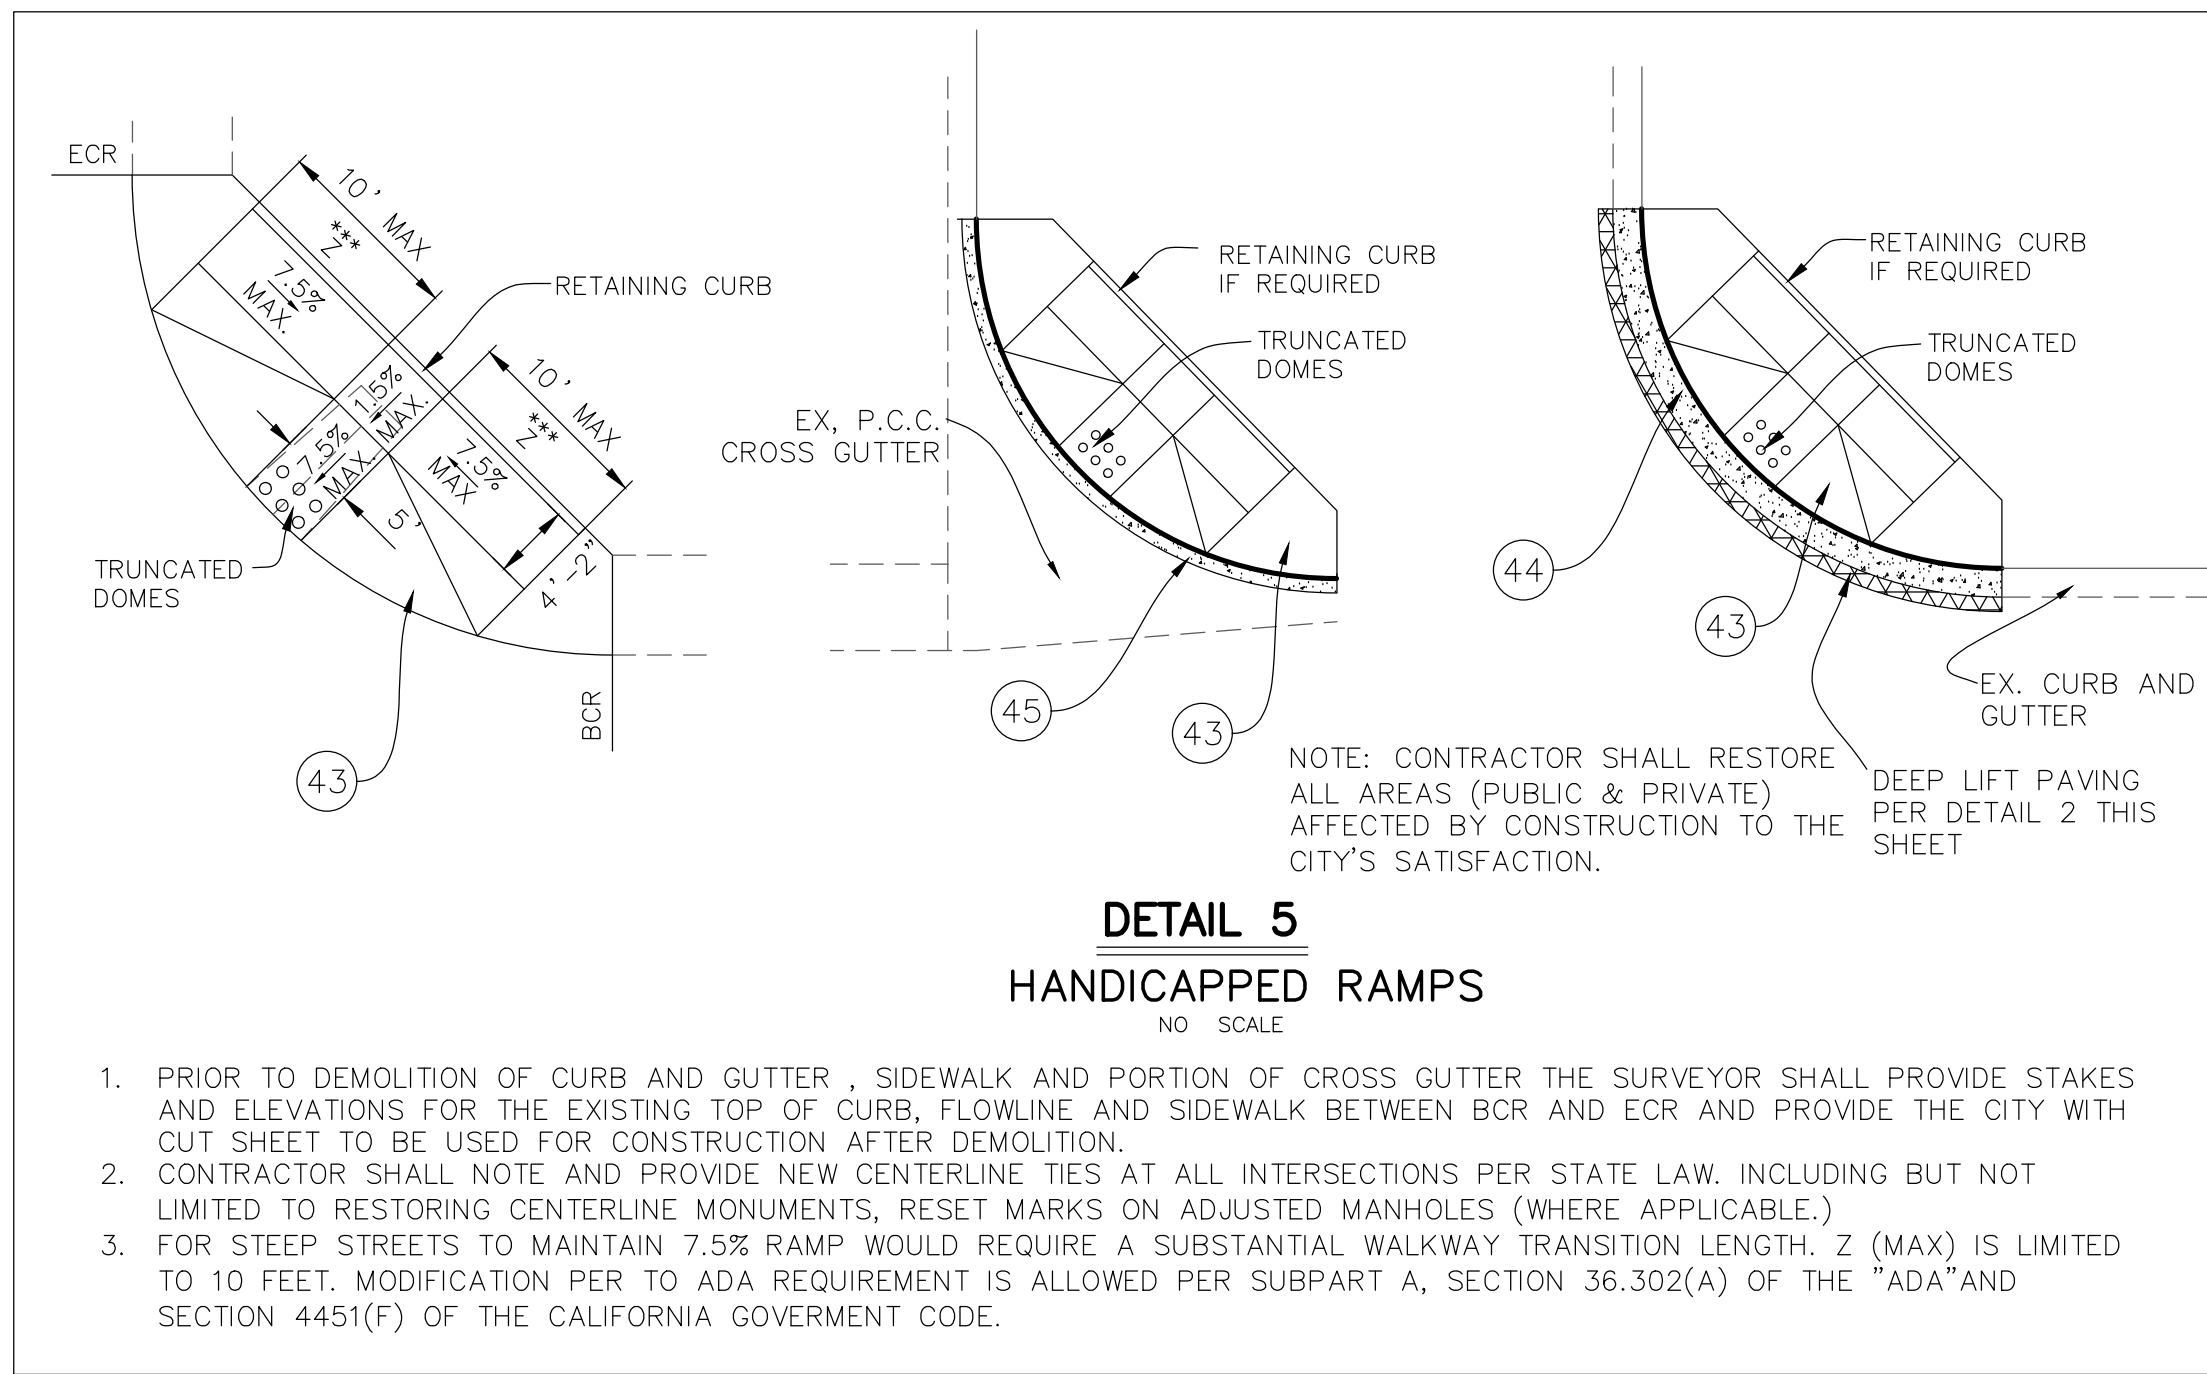 ECR
10' MAX
***
Z
7.5%
MAX.
RETAINING CURB
10' MAX
***
Z
1.5%
MAX.
7.5%
MAX.
7.5%
MAX
5'
4'-2"
TRUNCATED
DOMES
BCR
43
RETAINING CURB
IF REQUIRED
TRUNCATED
DOMES
EX, P.C.C.
CROSS GUTTER
45
43
RETAINING CURB
IF REQUIRED
TRUNCATED
DOMES
44
43
EX. CURB AND
GUTTER
NOTE: CONTRACTOR SHALL RESTORE
ALL AREAS (PUBLIC & PRIVATE)
AFFECTED BY CONSTRUCTION TO THE
CITY'S SATISFACTION.
DEEP LIFT PAVING
PER DETAIL 2 THIS
SHEET
DETAIL 5
HANDICAPPED RAMPS
NO SCALE
1. PRIOR TO DEMOLITION OF CURB AND GUTTER , SIDEWALK AND PORTION OF CROSS GUTTER THE SURVEYOR SHALL PROVIDE STAKES
AND ELEVATIONS FOR THE EXISTING TOP OF CURB, FLOWLINE AND SIDEWALK BETWEEN BCR AND ECR AND PROVIDE THE CITY WITH
CUT SHEET TO BE USED FOR CONSTRUCTION AFTER DEMOLITION.
2. CONTRACTOR SHALL NOTE AND PROVIDE NEW CENTERLINE TIES AT ALL INTERSECTIONS PER STATE LAW. INCLUDING BUT NOT
LIMITED TO RESTORING CENTERLINE MONUMENTS, RESET MARKS ON ADJUSTED MANHOLES (WHERE APPLICABLE.)
3. FOR STEEP STREETS TO MAINTAIN 7.5% RAMP WOULD REQUIRE A SUBSTANTIAL WALKWAY TRANSITION LENGTH. Z (MAX) IS LIMITED
TO 10 FEET. MODIFICATION PER TO ADA REQUIREMENT IS ALLOWED PER SUBPART A, SECTION 36.302(A) OF THE "ADA"AND
SECTION 4451(F) OF THE CALIFORNIA GOVERMENT CODE.